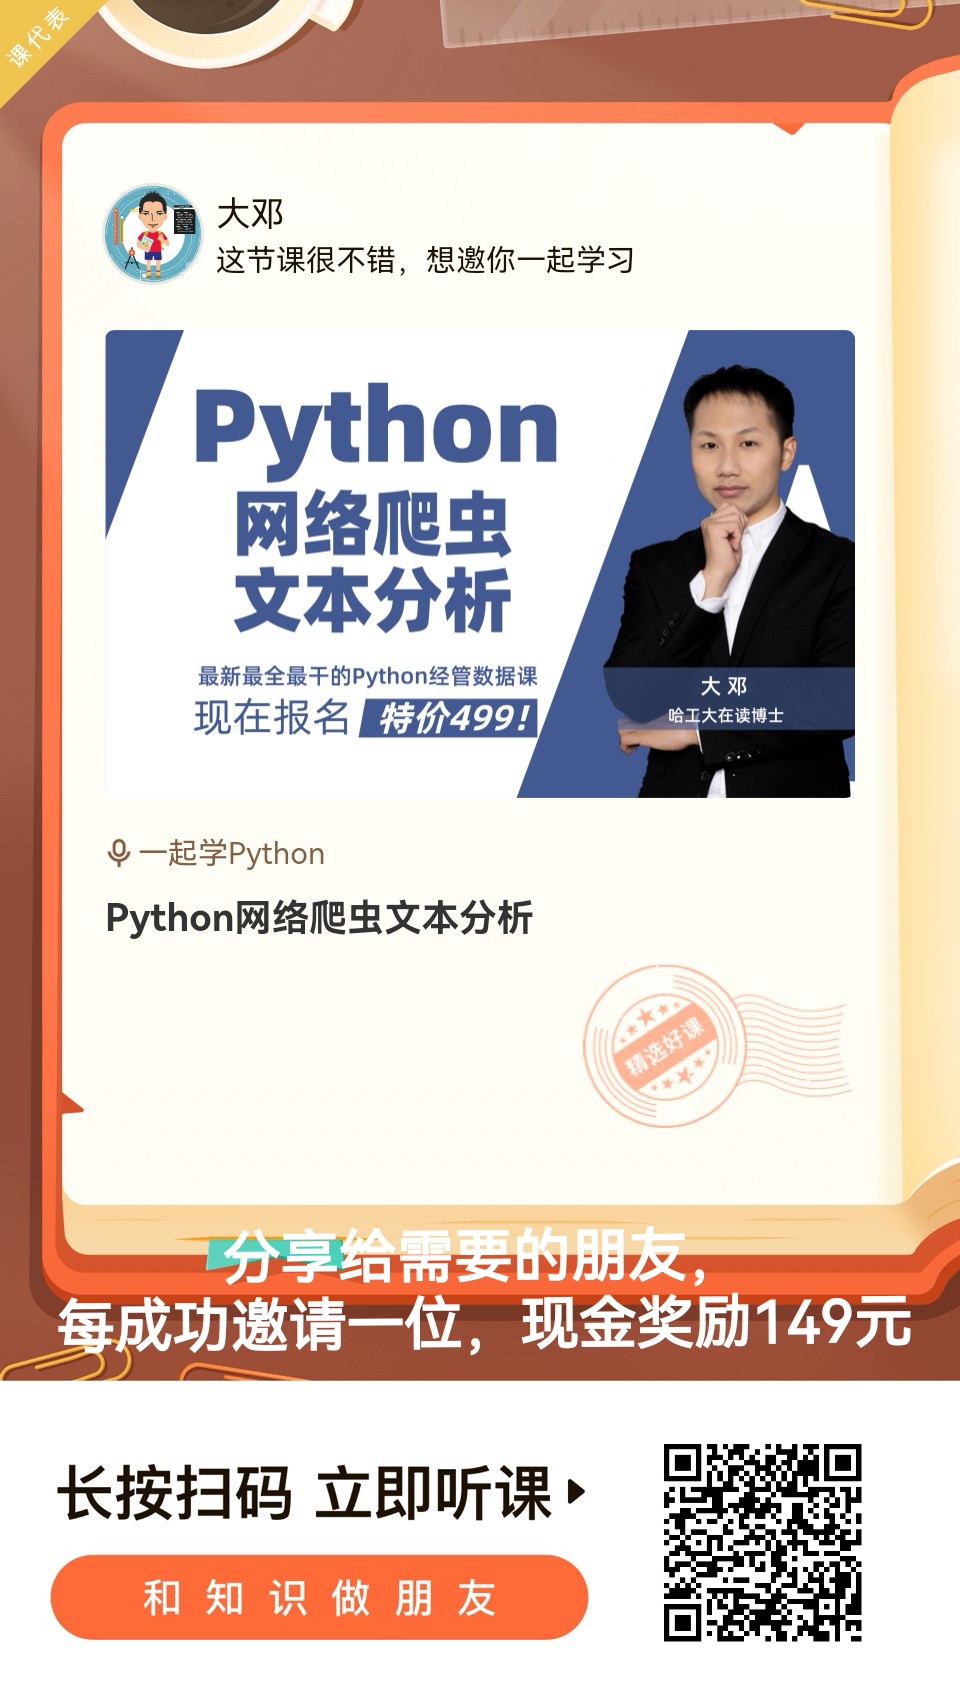 课代表
大邓
这节课很不错，想邀你一起学习
Python
网络爬虫
文本分析
最新最全最干的Python经管数据课
现在报名 特价499!
大 邓
哈工大在读博士
一起学Python
Python网络爬虫文本分析
精选好课
分享给需要的朋友，
每成功邀请一位，现金奖励149元
长按扫码 立即听课
和知识做朋友